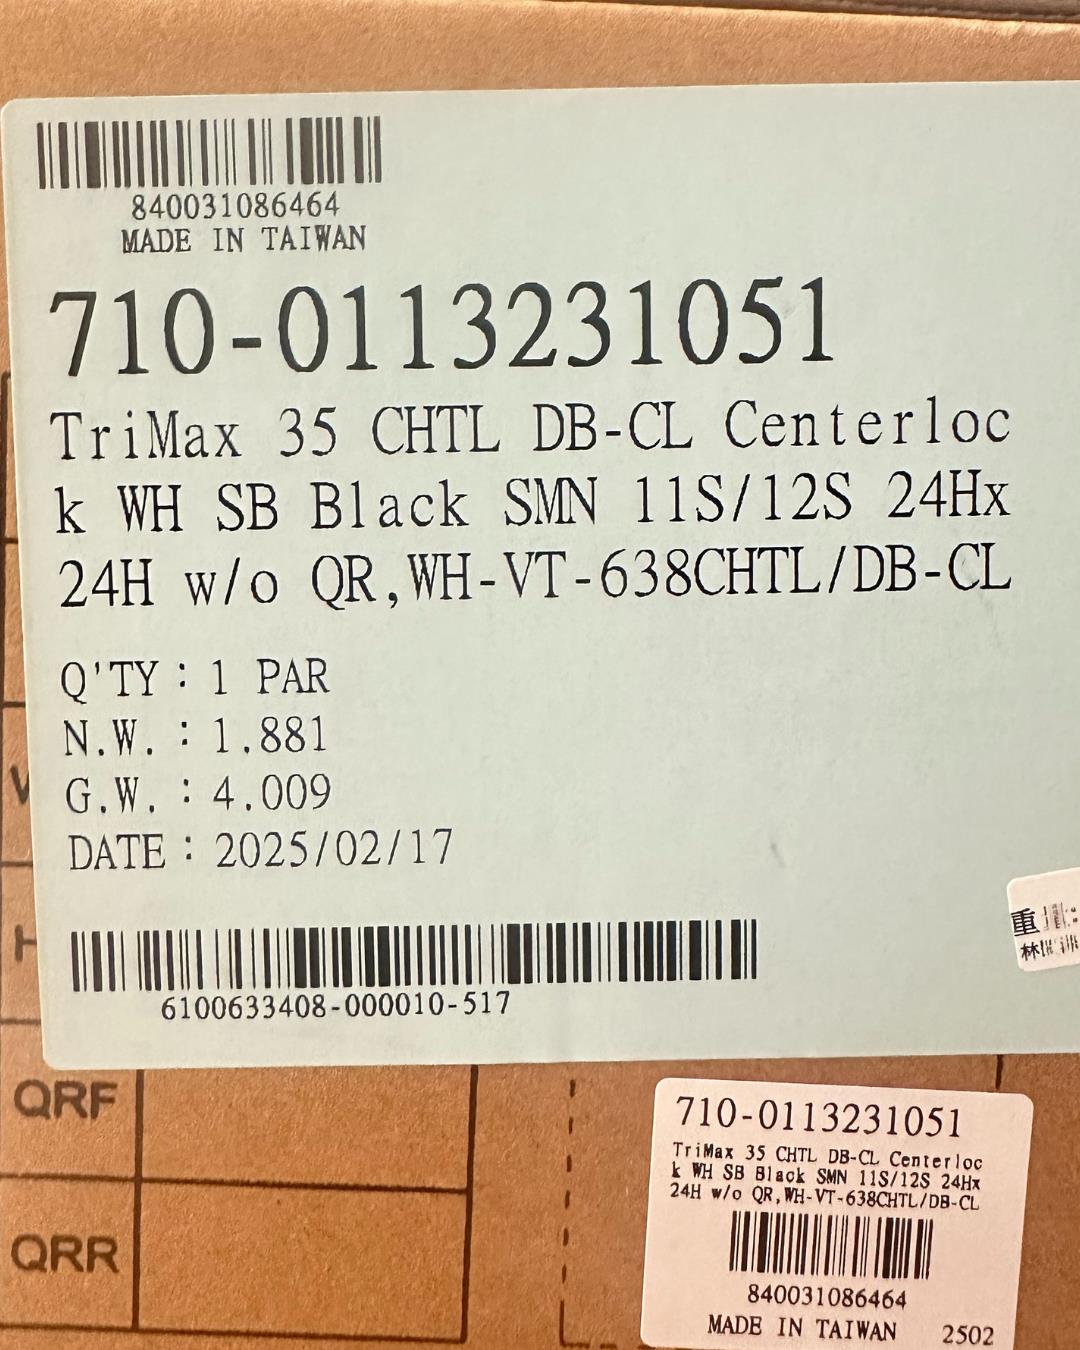 840031086464
MADE IN TAIWAN
710-0113231051
TriMax 35 CHTL DB-CL Centerloc
k WH SB Black SMN 11S/12S 24Hx
24H w/o QR,WH-VT-638CHTL/DB-CL
Q'TY : 1 PAR
N.W. : 1.881
G.W. : 4.009
DATE : 2025/02/17
重
林
6100633408-000010-517
QRF
QRR
710-0113231051
TriMax 35 CHTL DB-CL Centerloc
k WH SB Black SMN 11S/12S 24Hx
24H w/o QR,WH-VT-638CHTL/DB-CL
840031086464
MADE IN TAIWAN 2502